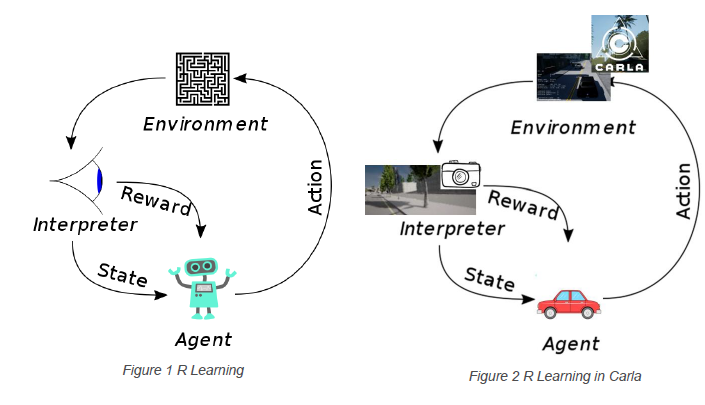 Environment
Reward
Interpreter
State
Action
Agent
Figure 1 R Learning
CARLA
Environment
Reward
Interpreter
State
Action
Agent
Figure 2 R Learning in Carla